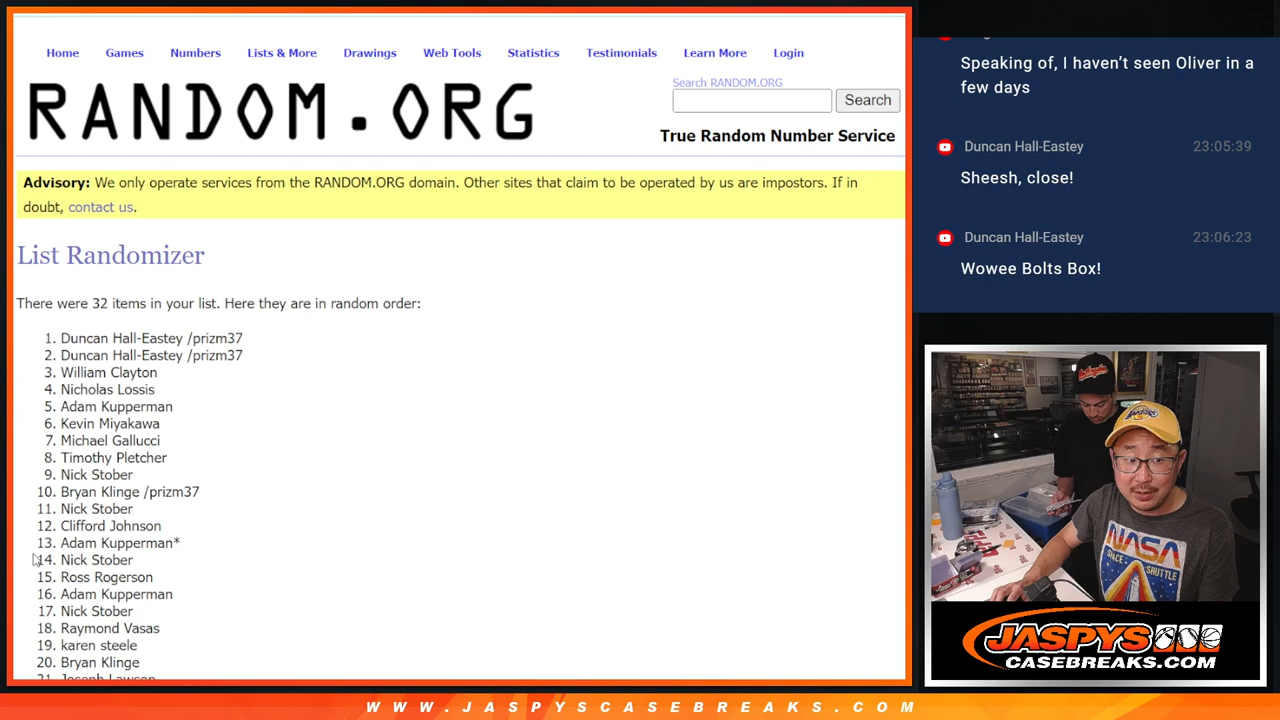 Home Games Numbers Lists & More Drawings Web Tools Statistics Testimonials Learn More Login
RANDOM.ORG
Search RANDOM.ORG
Search
True Random Number Service
Advisory: We only operate services from the RANDOM.ORG domain. Other sites that claim to be operated by us are impostors. If in
doubt, contact us.
List Randomizer
There were 32 items in your list. Here they are in random order:
1. Duncan Hall-Eastey /prizm37
2. Duncan Hall-Eastey /prizm37
3. William Clayton
4. Nicholas Lossis
5. Adam Kupperman
6. Kevin Miyakawa
7. Michael Gallucci
8. Timothy Pletcher
9. Nick Stober
10. Bryan Klinge /prizm37
11. Nick Stober
12. Clifford Johnson
13. Adam Kupperman*
14. Nick Stober
15. Ross Rogerson
16. Adam Kupperman
17. Nick Stober
18. Raymond Vasas
19. karen steele
20. Bryan Klinge
21. Joseph Lawson
Speaking of, I haven't seen Oliver in a
few days
Duncan Hall-Eastey 23:05:39
Sheesh, close!
Duncan Hall-Eastey 23:06:23
Wowee Bolts Box!
NASA
SPACE SHUTTLE
JASPYS
CASEBREAKS.COM
WWW.JASPYSCASEBREAKS.COM